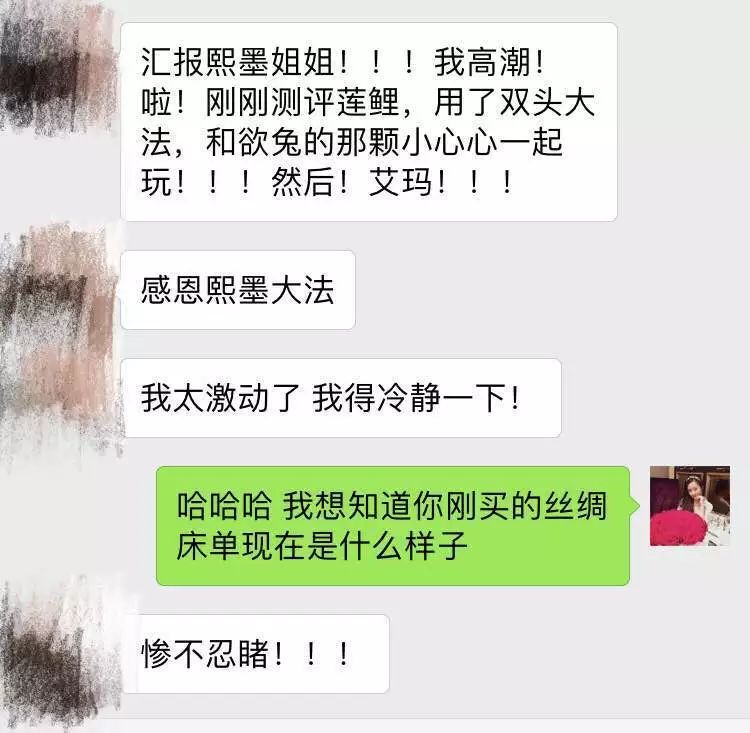 汇报熙墨姐姐！！！我高潮！
啦！刚刚测评莲鲤，用了双头大
法，和欲兔的那颗小心心一起
玩！！！然后！艾玛！！！
感恩熙墨大法
我太激动了 我得冷静一下！
哈哈哈 我想知道你刚买的丝绸
床单现在是什么样子
惨不忍睹！！！